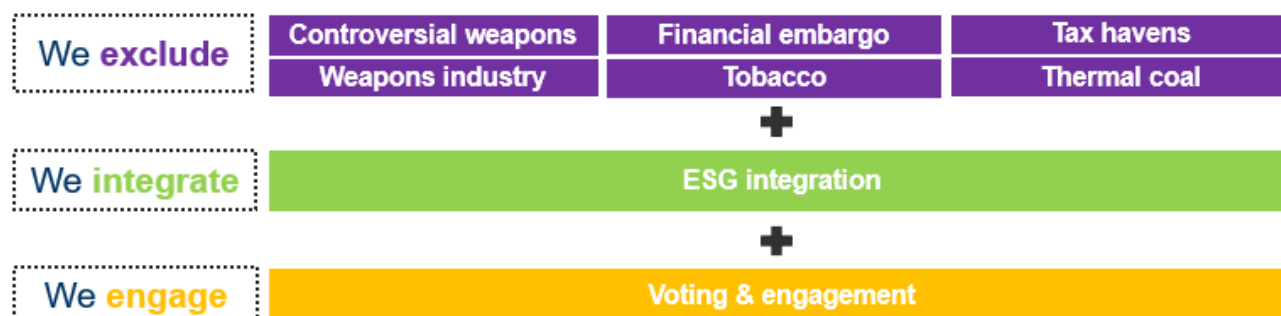 We exclude
Controversial weapons
Financial embargo
Tax havens
Weapons industry
Tobacco
Thermal coal
+
We integrate
ESG integration
+
We engage
Voting & engagement